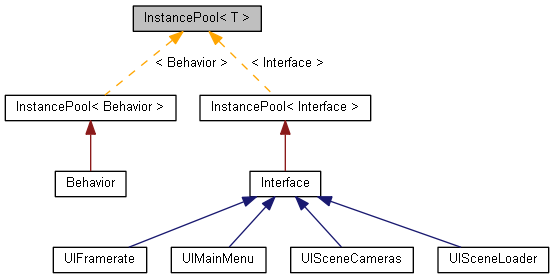 InstancePool< T >
< Behavior >
< Interface >
InstancePool< Behavior >
InstancePool< Interface >
Behavior
Interface
UIFramerate
UIMainMenu
UISceneCameras
UISceneLoader